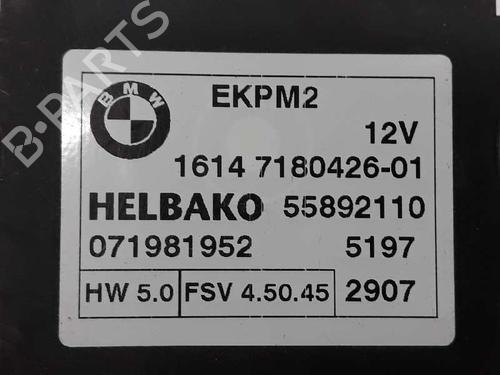 BMW
EKPM2
12V
1614 7180426-01
HELBAKO 55892110
071981952 5197
HW 5.0 FSV 4.50.45 2907
B-PARTS